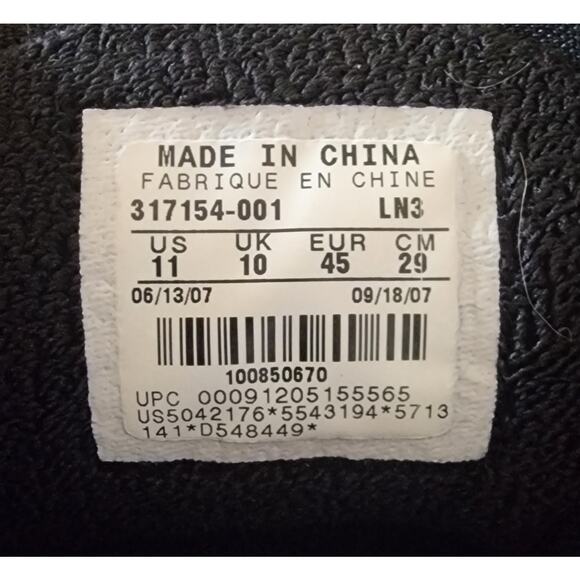 MADE IN CHINA
FABRIQUE EN CHINE
317154-001 LN3
US UK EUR CM
11 10 45 29
06/13/07 09/18/07
100850670
UPC 00091205155565
US5042176*5543194*5713
141*D548449*